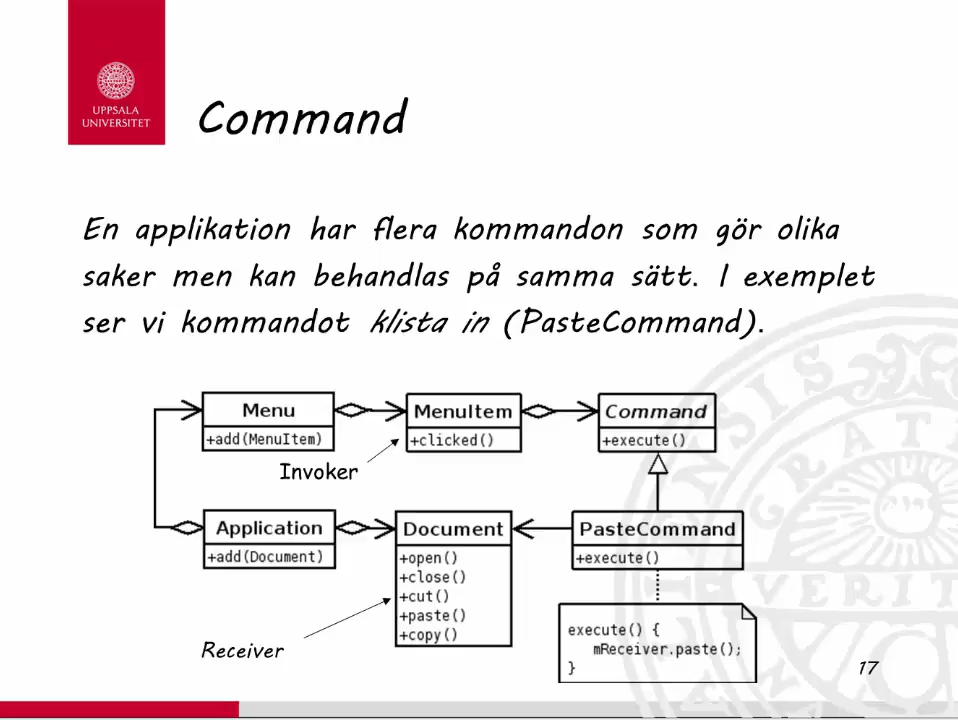 UPPSALA
UNIVERSITET
Command
En applikation har flera kommandon som gör olika
saker men kan behandlas på samma sätt. I exemplet
ser vi kommandot klista in (PasteCommand).
Menu
+add(MenuItem)
MenuItem
+clicked()
Command
+execute()
Invoker
Application
+add(Document)
Document
+open()
+close()
+cut()
+paste()
+copy()
PasteCommand
+execute()
execute() {
mReceiver.paste();
}
Receiver
17